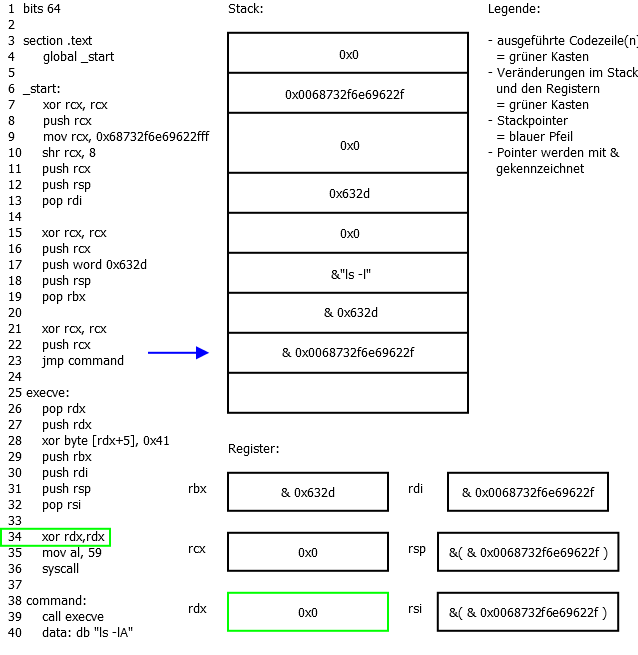 1 bits 64
2
3 section .text
4 global _start
5
6 _start:
7 xor rcx, rcx
8 push rcx
9 mov rcx, 0x68732f6e69622fff
10 shr rcx, 8
11 push rcx
12 push rsp
13 pop rdi
14
15 xor rcx, rcx
16 push rcx
17 push word 0x632d
18 push rsp
19 pop rbx
20
21 xor rcx, rcx
22 push rcx
23 jmp command
24
25 execve:
26 pop rdx
27 push rdx
28 xor byte [rdx+5], 0x41
29 push rbx
30 push rdi
31 push rsp
32 pop rsi
33
34 xor rdx,rdx
35 mov al, 59
36 syscall
37
38 command:
39 call execve
40 data: db "ls -lA"
Stack:
0x0
0x0068732f6e69622f
0x0
0x632d
0x0
&"ls -l"
& 0x632d
& 0x0068732f6e69622f
Register:
rbx
& 0x632d
rdi
& 0x0068732f6e69622f
rcx
0x0
rsp
&( & 0x0068732f6e69622f )
rdx
0x0
rsi
&( & 0x0068732f6e69622f )
Legende:
- ausgeführte Codezeile(n)
= grüner Kasten
- Veränderungen im Stack
und den Registern
= grüner Kasten
- Stackpointer
= blauer Pfeil
- Pointer werden mit &
gekennzeichnet